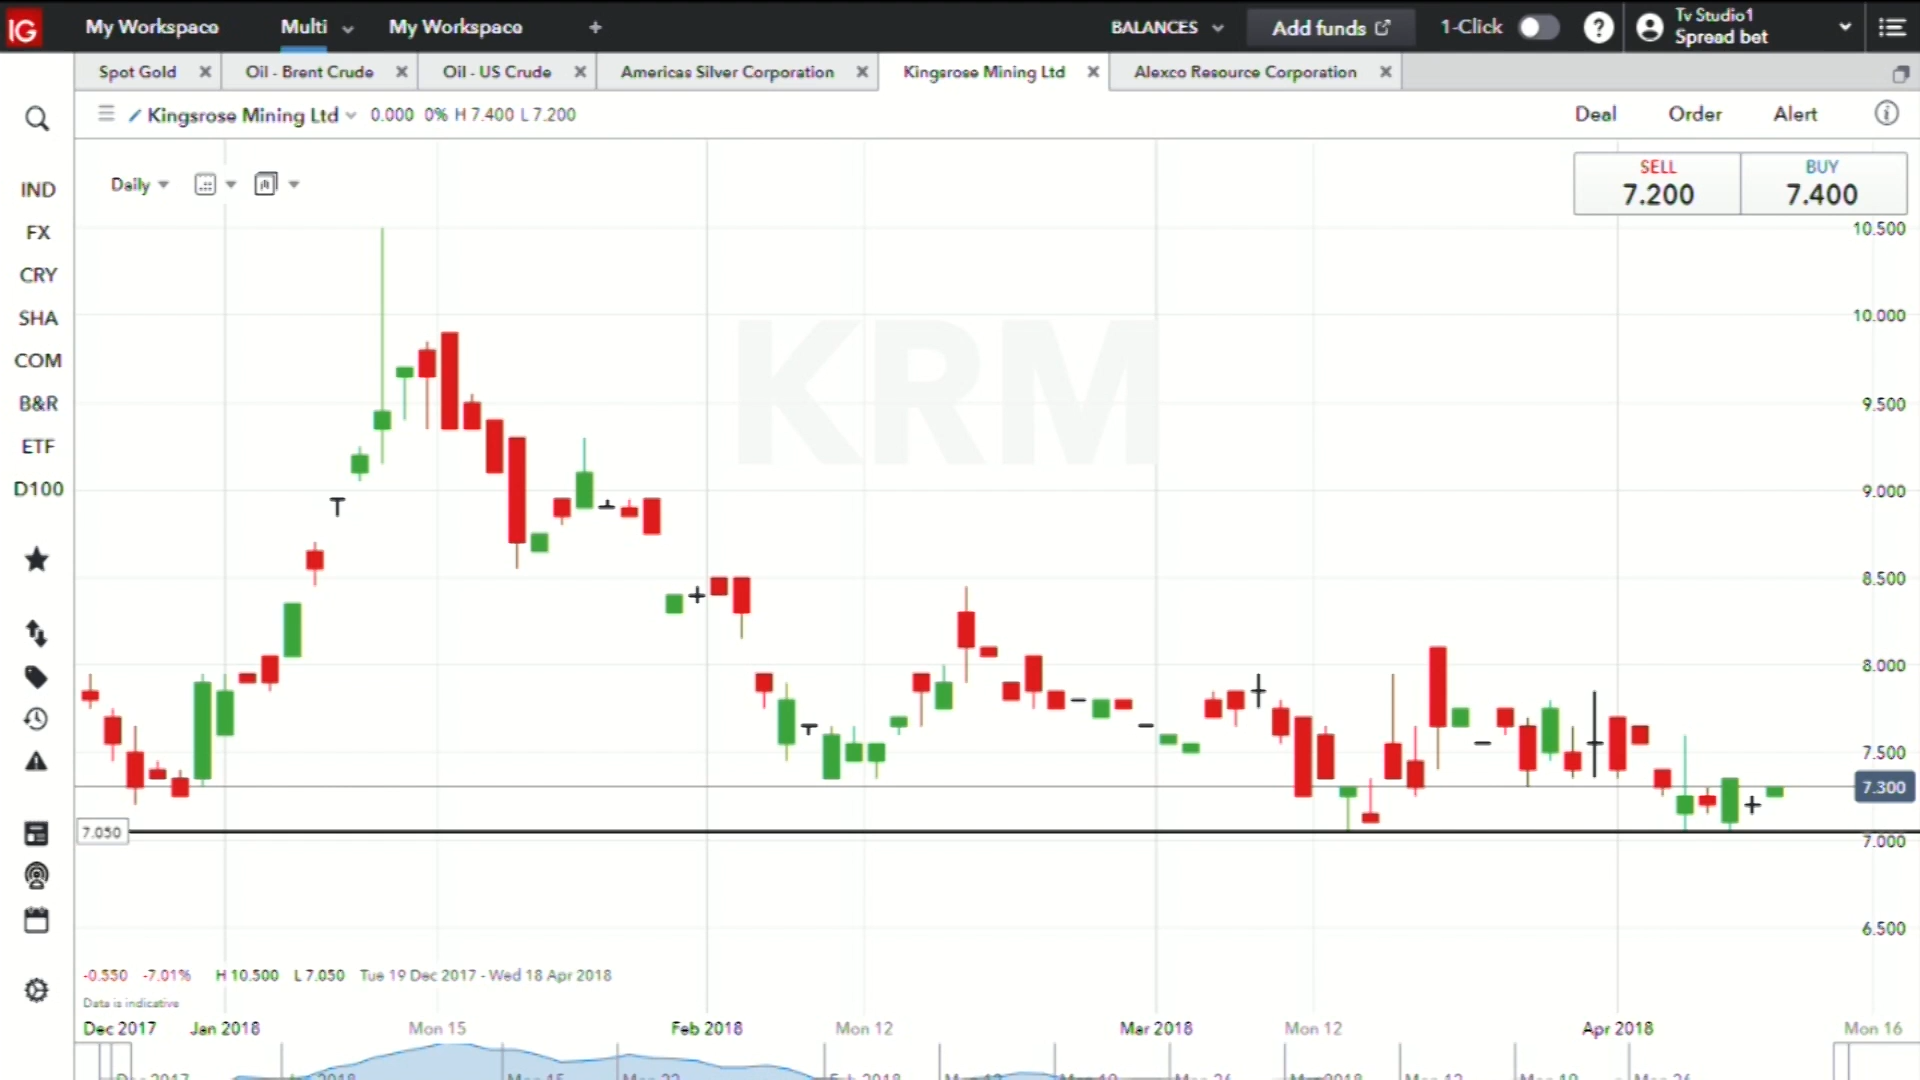 IG My Workspace Multi My Workspace + BALANCES Add funds 1-Click ? Tv Studio1
Spread bet
Spot Gold Oil - Brent Crude Oil - US Crude Americas Silver Corporation Kingsrose Mining Ltd Alexco Resource Corporation
Kingsrose Mining Ltd 0.000 0% H 7.400 L 7.200 Deal Order Alert
Daily
SELL BUY
7.200 7.400
IND
FX
CRY
SHA
COM
B&R
ETF
D100
KRM
10.500
10.000
9.500
9.000
8.500
8.000
7.500
7.300
7.050
7.000
6.500
-0.550 -7.01% H 10.500 L 7.050 Tue 19 Dec 2017 - Wed 18 Apr 2018
Data is indicative
Dec 2017 Jan 2018 Mon 15 Feb 2018 Mon 12 Mar 2018 Mon 12 Apr 2018 Mon 16